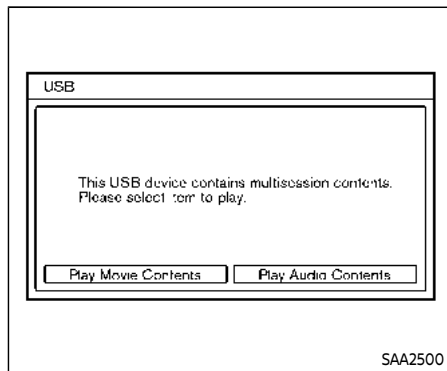 USB
This USB device contains multisession contents.
Please select item to play.
Play Movie Contents
Play Audio Contents
SAA2500